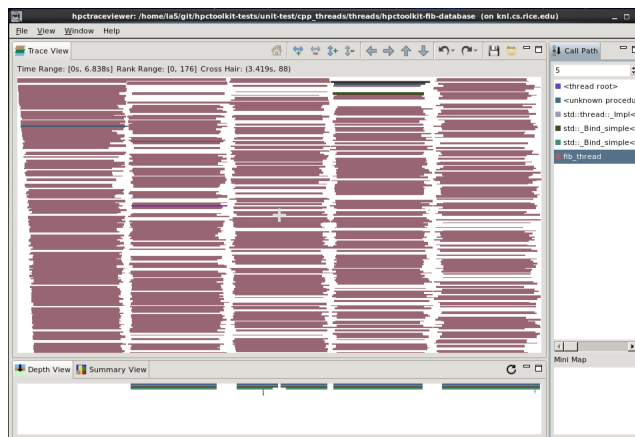 hpctraceviewer: /home/la5/git/hpctoolkit-tests/unit-test/cpp_threads/threads/hpctoolkit-fib-database (on knl.cs.rice.edu)
File View Window Help
Trace View
Call Path
Time Range: [0s, 6.838s] Rank Range: [0, 176] Cross Hair: (3.419s, 88)
5
<thread root>
<unknown procedu
std::thread::_Impl<
std::_Bind_simple<
std::_Bind_simple<
fib_thread
Mini Map
Depth View Summary View